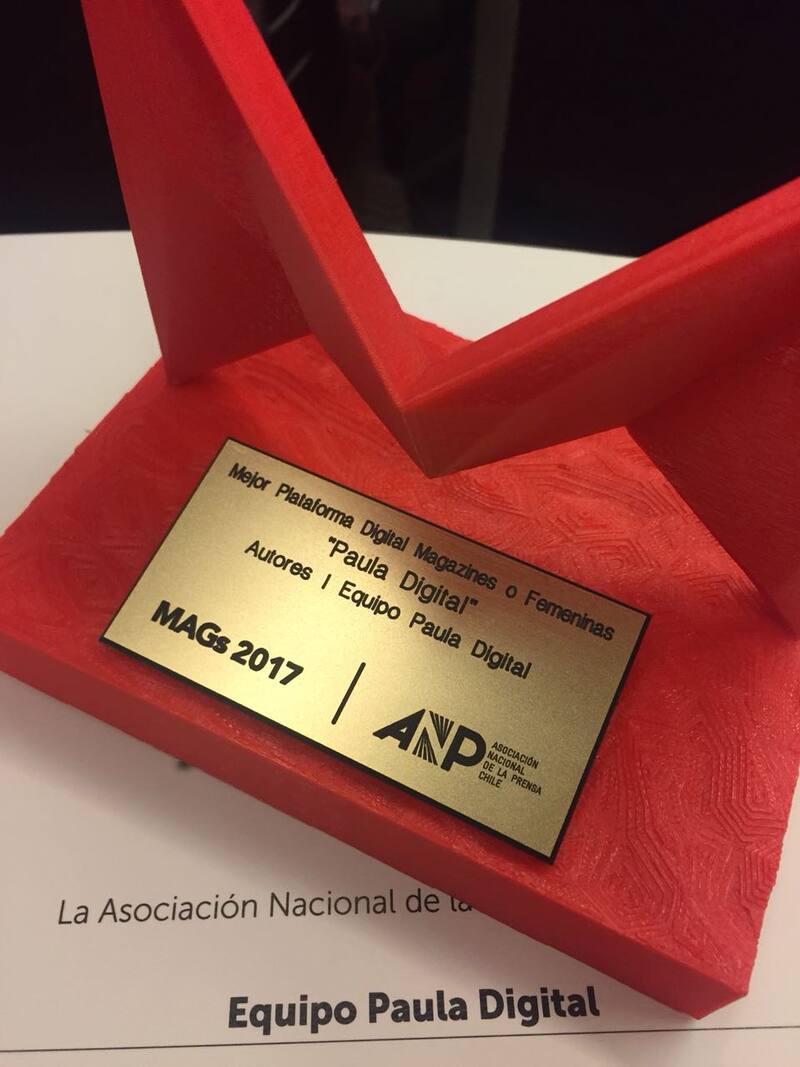 Mejor Plataforma Digital Magazines o Femeninas
"Paula Digital"
Autores | Equipo Paula Digital
MAGs 2017
ANP
ASOCIACIÓN
NACIONAL
DE LA PRENSA
CHILE
La Asociación Nacional de la
Equipo Paula Digital